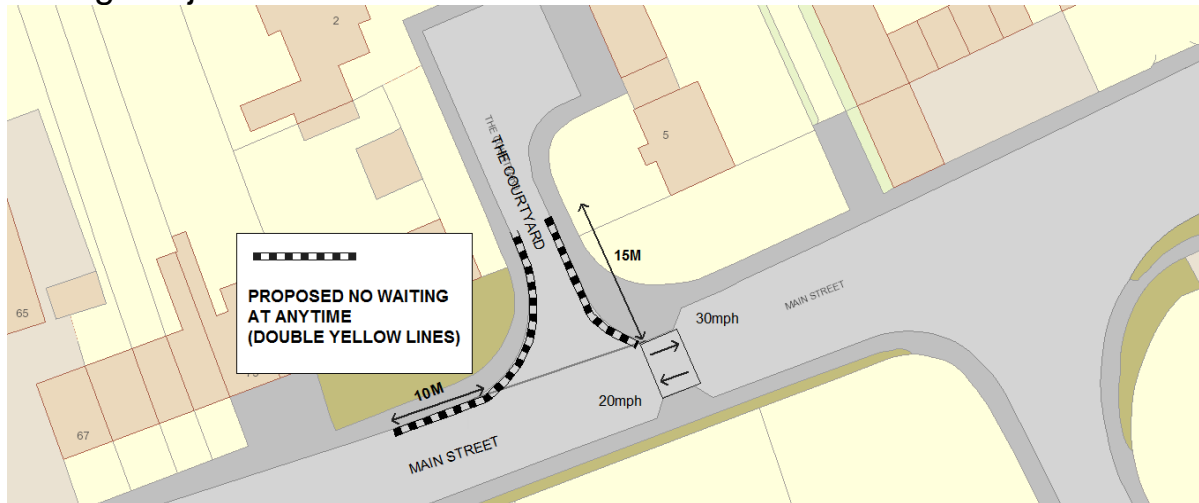 2
THE COURTYARD
5
15M
PROPOSED NO WAITING
AT ANYTIME
(DOUBLE YELLOW LINES)
65
MAIN STREET
30mph
10M
20mph
67
MAIN STREET